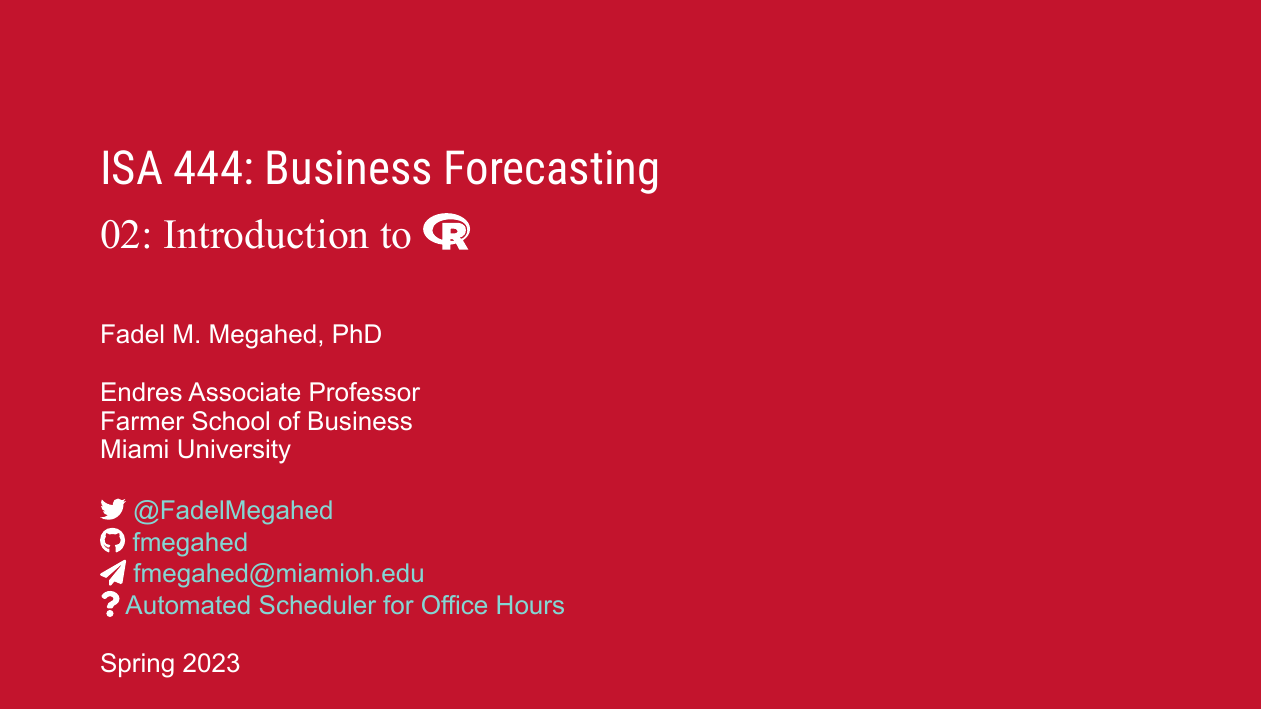 ISA 444: Business Forecasting
02: Introduction to R
Fadel M. Megahed, PhD
Endres Associate Professor
Farmer School of Business
Miami University
@FadelMegahed
fmegahed
fmegahed@miamioh.edu
? Automated Scheduler for Office Hours
Spring 2023